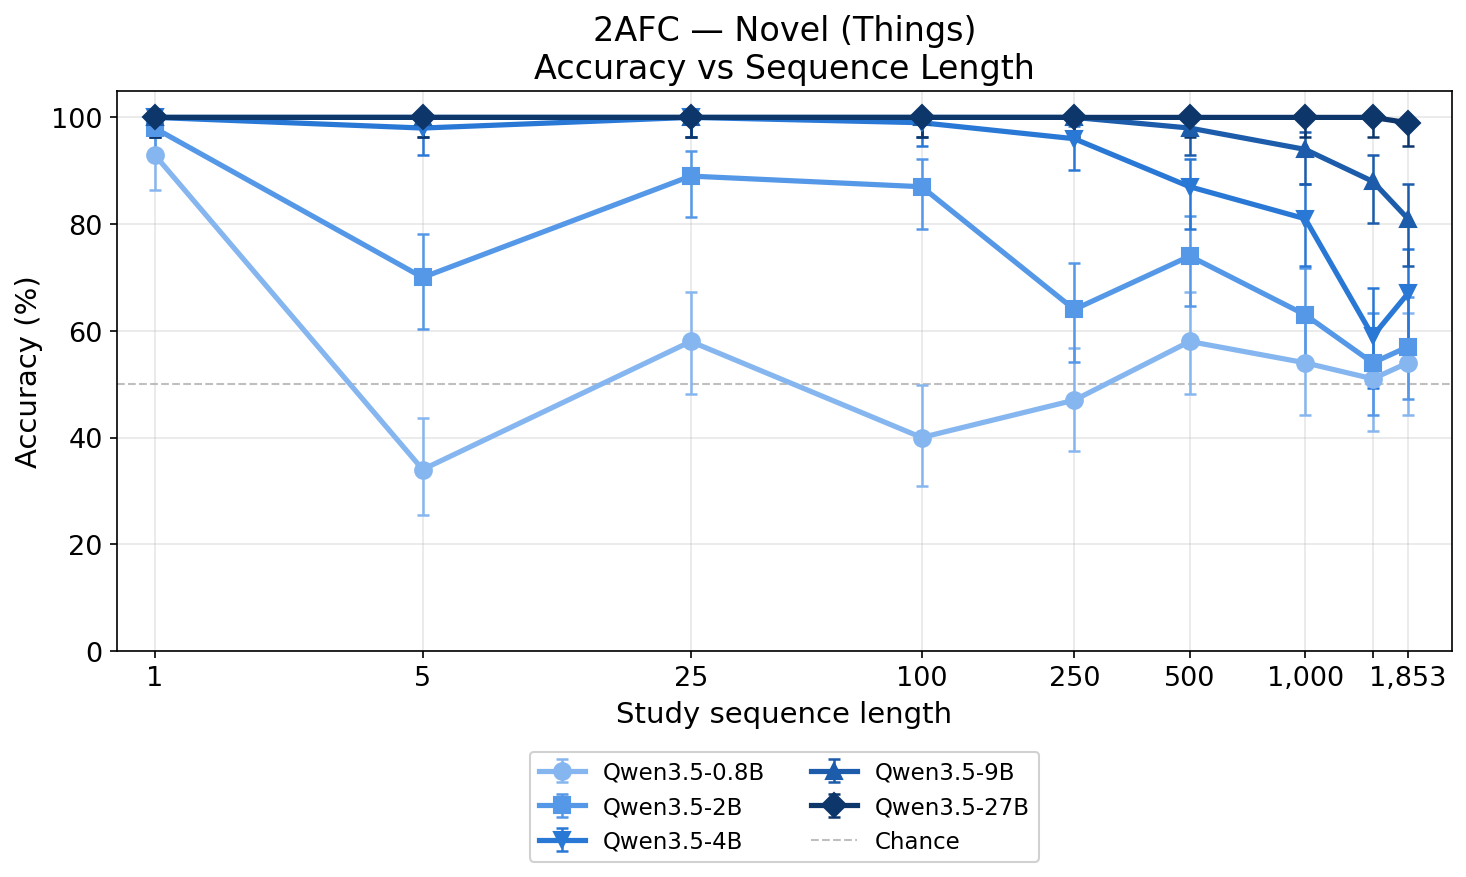 2AFC — Novel (Things)
Accuracy vs Sequence Length
Accuracy (%)
100
80
60
40
20
0
1 5 25 100 250 500 1,000 1,853
Study sequence length
Qwen3.5-0.8B
Qwen3.5-2B
Qwen3.5-4B
Qwen3.5-9B
Qwen3.5-27B
Chance